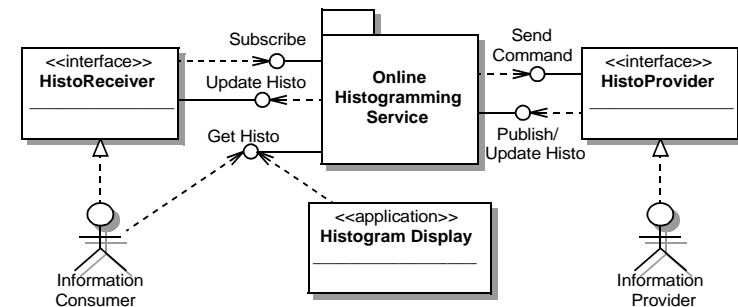 <<interface>>
HistoReceiver
Subscribe
Update Histo
Get Histo
Online
Histogramming
Service
Send
Command
Publish/
Update Histo
<<interface>>
HistoProvider
<<application>>
Histogram Display
Information
Consumer
Information
Provider